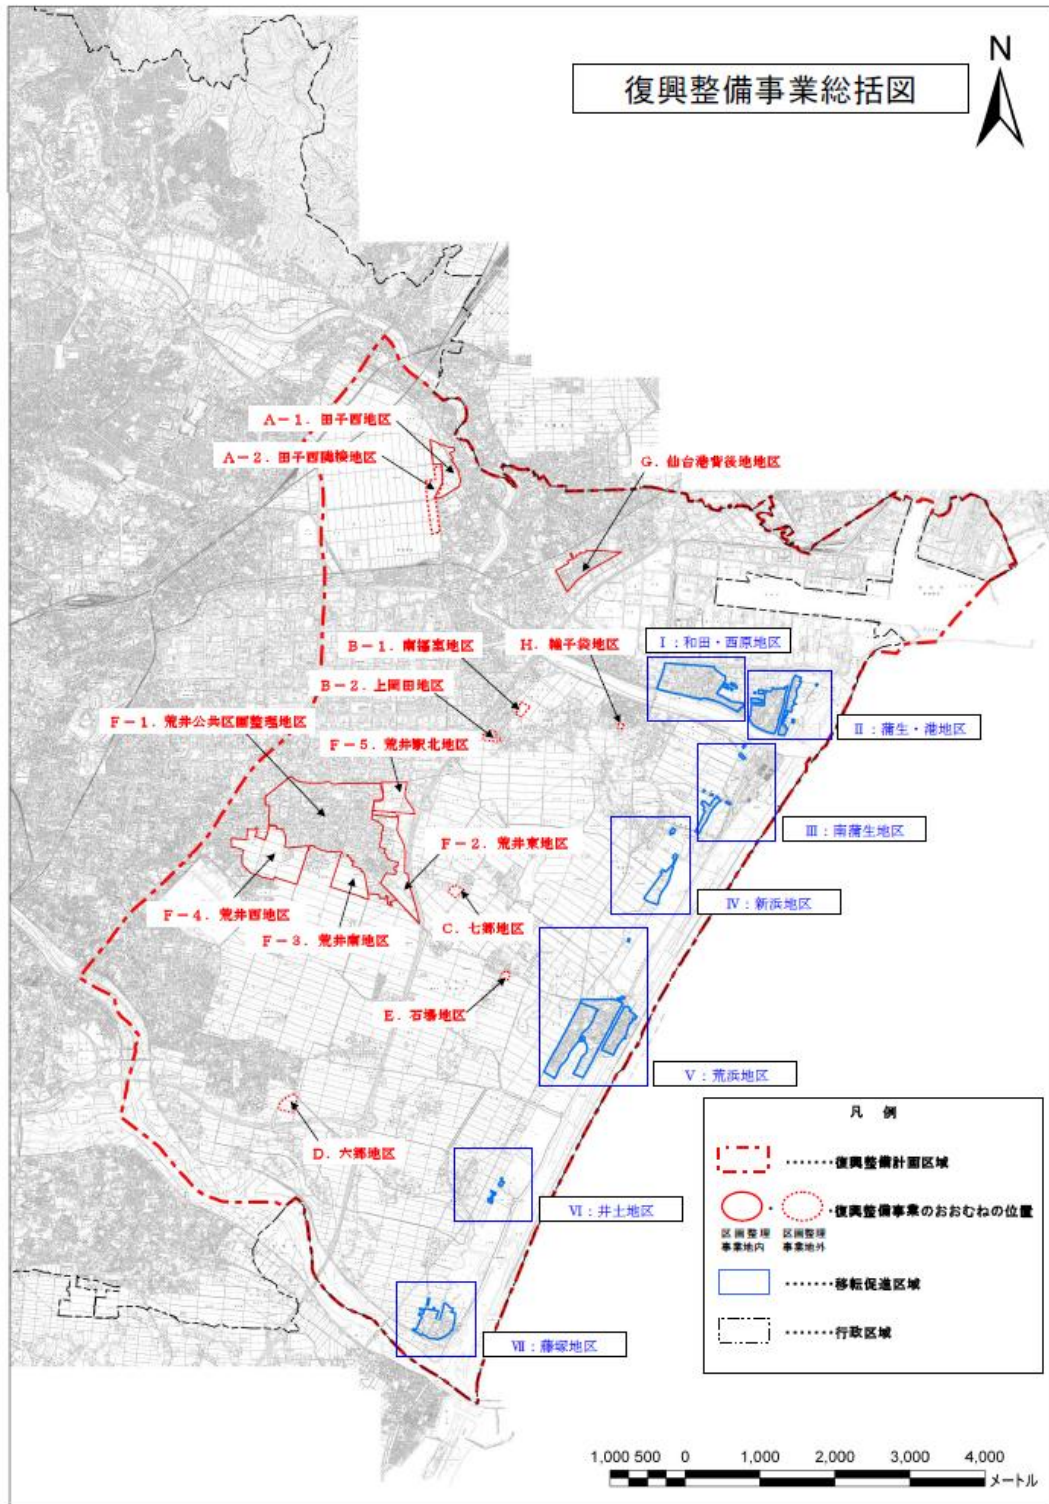 復興整備事業総括図
N
A－1．田子西地区
A－2．田子西隣接地区
G．仙台港背後地地区
B－1．南福室地区
H．鍋子袋地区
Ⅰ：和田・西原地区
B－2．上岡田地区
F－1．荒井公共区画整理地区
F－5．荒井駅北地区
Ⅱ：蒲生・港地区
Ⅲ：南蒲生地区
F－2．荒井東地区
Ⅳ：新浜地区
F－4．荒井西地区
C．七郷地区
F－3．荒井南地区
E．石場地区
Ⅴ：荒浜地区
凡 例
D．六郷地区
‥‥‥‥復興整備計画区域
・復興整備事業のおおむねの位置
区画整理 区画整理
事業地内 事業地外
Ⅵ：井土地区
‥‥‥‥移転促進区域
Ⅶ：藤塚地区
‥‥‥‥行政区域
1,000 500 0 1,000 2,000 3,000 4,000
メートル